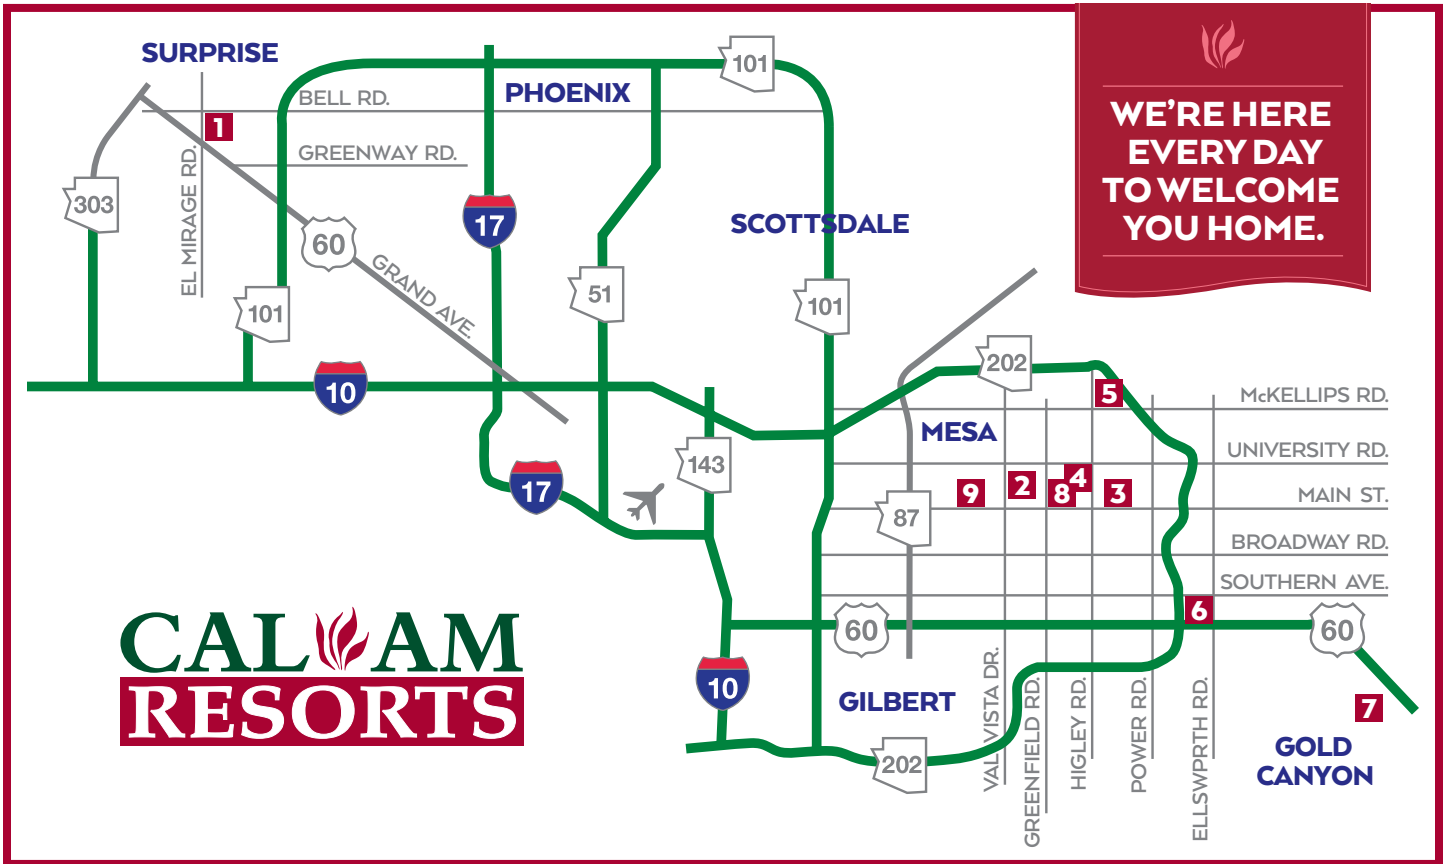 SURPRISE
PHOENIX
101
BELL RD.
1
GREENWAY RD.
EL MIRAGE RD.
303
17
60
GRAND AVE.
101
51
SCOTTSDALE
101
WE'RE HERE
EVERY DAY
TO WELCOME
YOU HOME.
10
202
5
McKELLIPS RD.
MESA
143
17
UNIVERSITY RD.
9
2
8
4
3
MAIN ST.
87
BROADWAY RD.
SOUTHERN AVE.
6
60
60
CAL AM
RESORTS
10
GILBERT
VAL VISTA DR.
GREENFIELD RD.
HIGLEY RD.
POWER RD.
ELLSWPRTH RD.
7
GOLD
CANYON
202